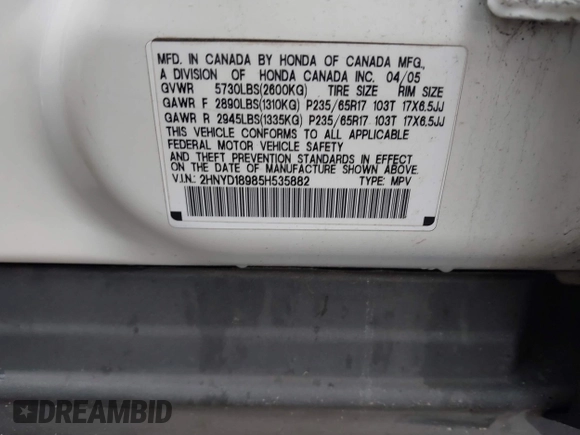 MFD. IN CANADA BY HONDA OF CANADA MFG.,
A DIVISION OF HONDA CANADA INC. 04/05
GVWR 5730LBS(2600KG) TIRE SIZE RIM SIZE
GAWR F 2890LBS(1310KG) P235/65R17 103T 17X6.5JJ
GAWR R 2945LBS(1335KG) P235/65R17 103T 17X6.5JJ
THIS VEHICLE CONFORMS TO ALL APPLICABLE
FEDERAL MOTOR VEHICLE SAFETY
AND THEFT PREVENTION STANDARDS IN EFFECT
ON THE DATE OF MANUFACTURE SHOWN ABOVE.
V.I.N.: 2HNYD18985H535882 TYPE: MPV
DREAMBID